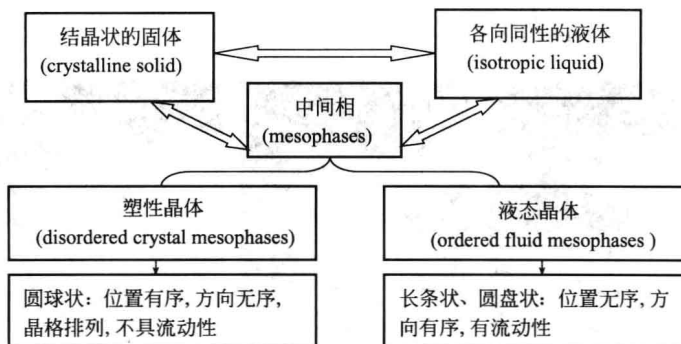 结晶状的固体
(crystalline solid)
各向同性的液体
(isotropic liquid)
中间相
(mesophases)
塑性晶体
(disordered crystal mesophases)
液态晶体
(ordered fluid mesophases )
圆球状：位置有序, 方向无序,
晶格排列, 不具流动性
长条状、圆盘状：位置无序, 方
向有序, 有流动性